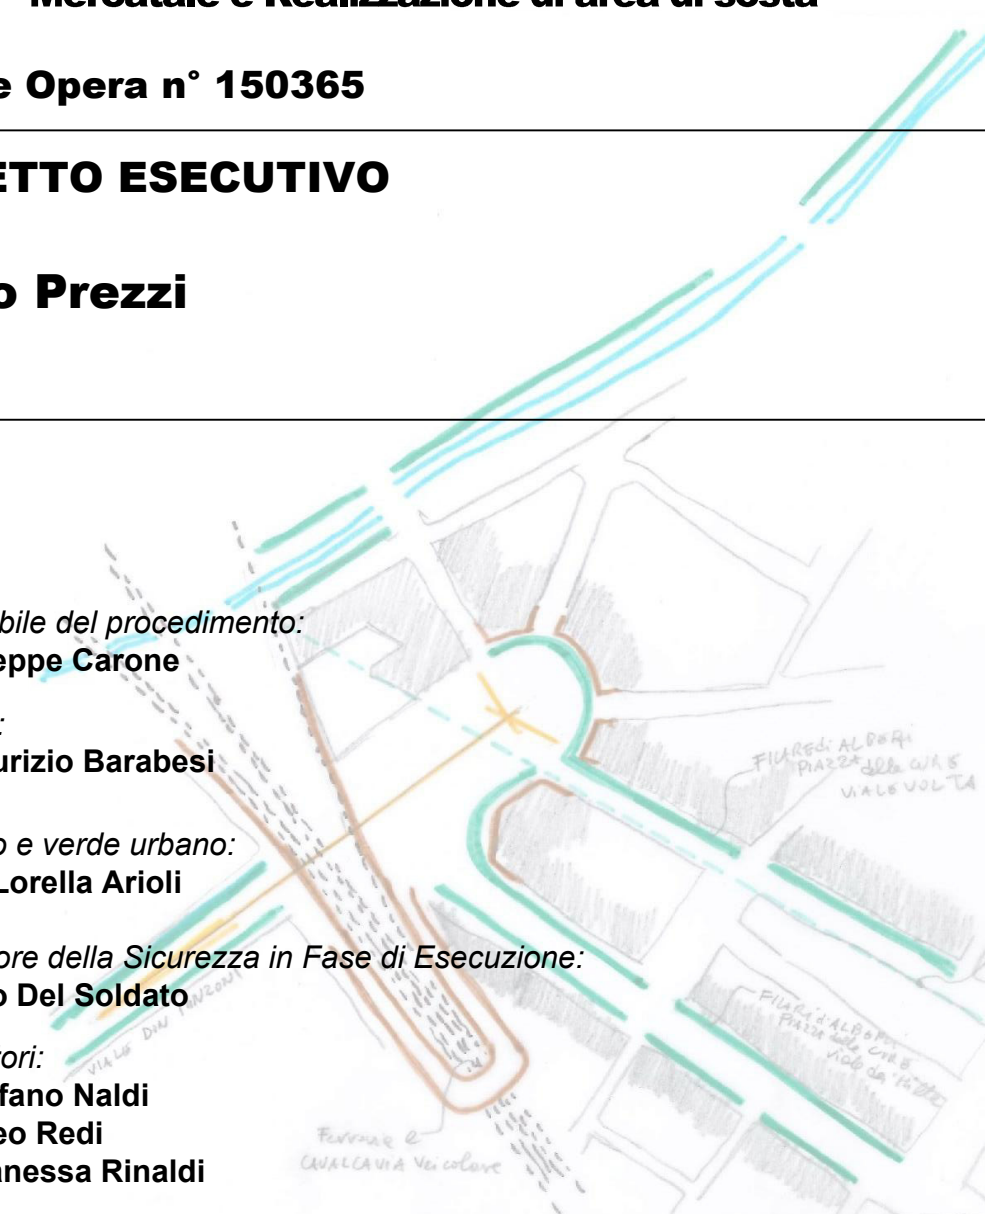 Mercatale e Realizzazione di area di sosta
e Opera n° 150365
ETTO ESECUTIVO
o Prezzi
bile del procedimento:
eppe Carone
:
urizio Barabesi
o e verde urbano:
Lorella Arioli
ore della Sicurezza in Fase di Esecuzione:
o Del Soldato
tori:
fano Naldi
eo Redi
anessa Rinaldi
FILARI di ALBERI
PIAZZA delle CURE
VIALE VOLTA
FILARI d'ALBERI
PIAZZA delle CURE
viale da
VIALE DON MINZONI
Ferrovia e
CAVALCAVIA Veicolare